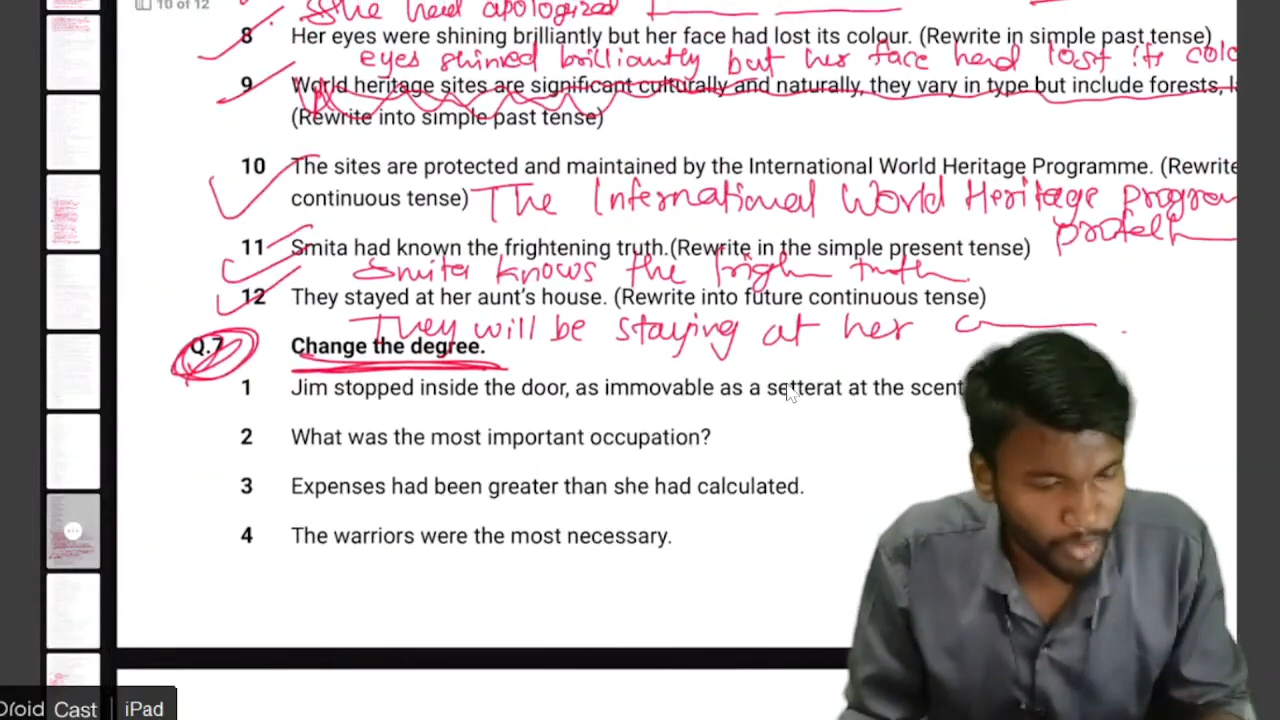 10 of 12
She had apologized
8 Her eyes were shining brilliantly but her face had lost its colour. (Rewrite in simple past tense)
eyes shined brilliantly but her face had lost its colo
9 World heritage sites are significant culturally and naturally, they vary in type but include forests,
(Rewrite into simple past tense)
10 The sites are protected and maintained by the International World Heritage Programme. (Rewrite
continuous tense) The International World Heritage Program
11 Smita had known the frightening truth.(Rewrite in the simple present tense)
Smita knows the truth
12 They stayed at her aunt's house. (Rewrite into future continuous tense)
They will be staying at her
Q.7 Change the degree.
1 Jim stopped inside the door, as immovable as a setterat at the scent
2 What was the most important occupation?
3 Expenses had been greater than she had calculated.
4 The warriors were the most necessary.
Droid Cast iPad